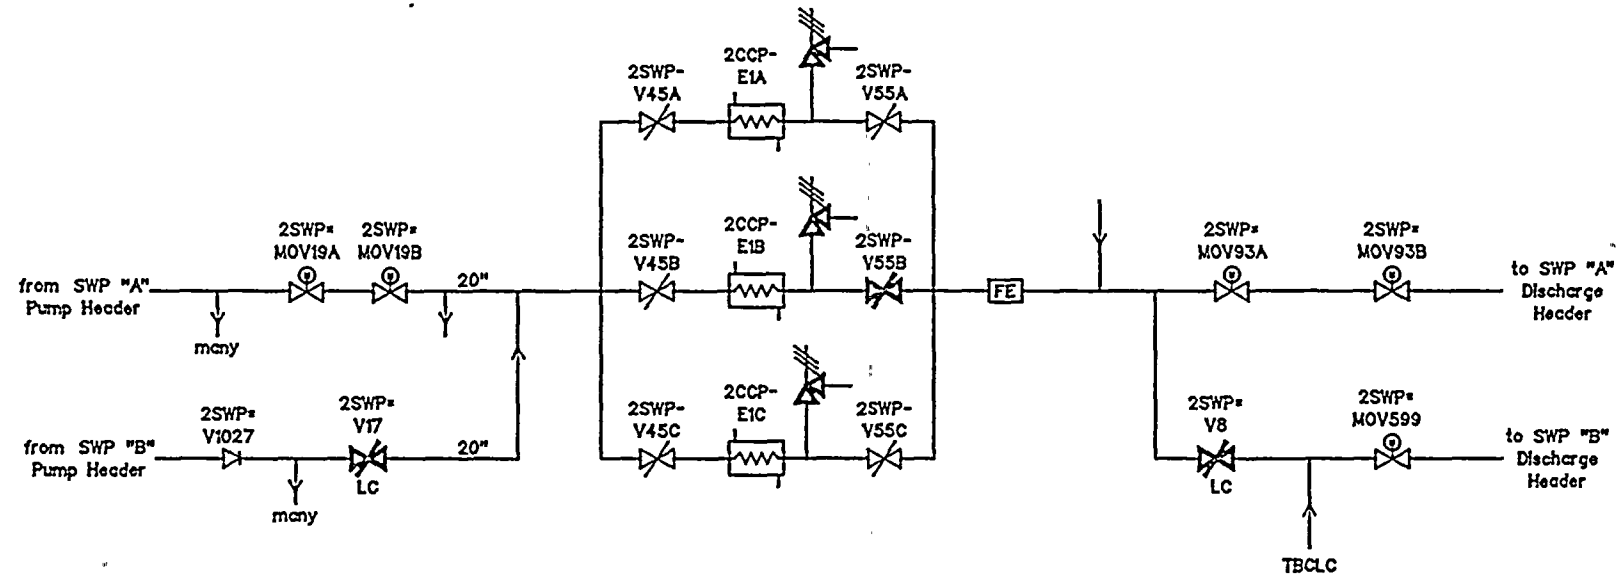 2CCP-
E1A
2SWP-
V45A
2SWP-
V55A
2SWP*
MOV19A
2SWP*
MOV19B
2SWP-
V45B
2CCP-
E1B
2SWP-
V55B
2SWP*
MOV93A
2SWP*
MOV93B
from SWP "A"
Pump Header
20"
FE
to SWP "A"
Discharge
Header
many
2SWP*
V1027
2SWP*
V17
2SWP-
V45C
2CCP-
E1C
2SWP-
V55C
2SWP*
V8
2SWP*
MOV599
from SWP "B"
Pump Header
20"
to SWP "B"
Discharge
Header
LC
LC
many
TBCLC